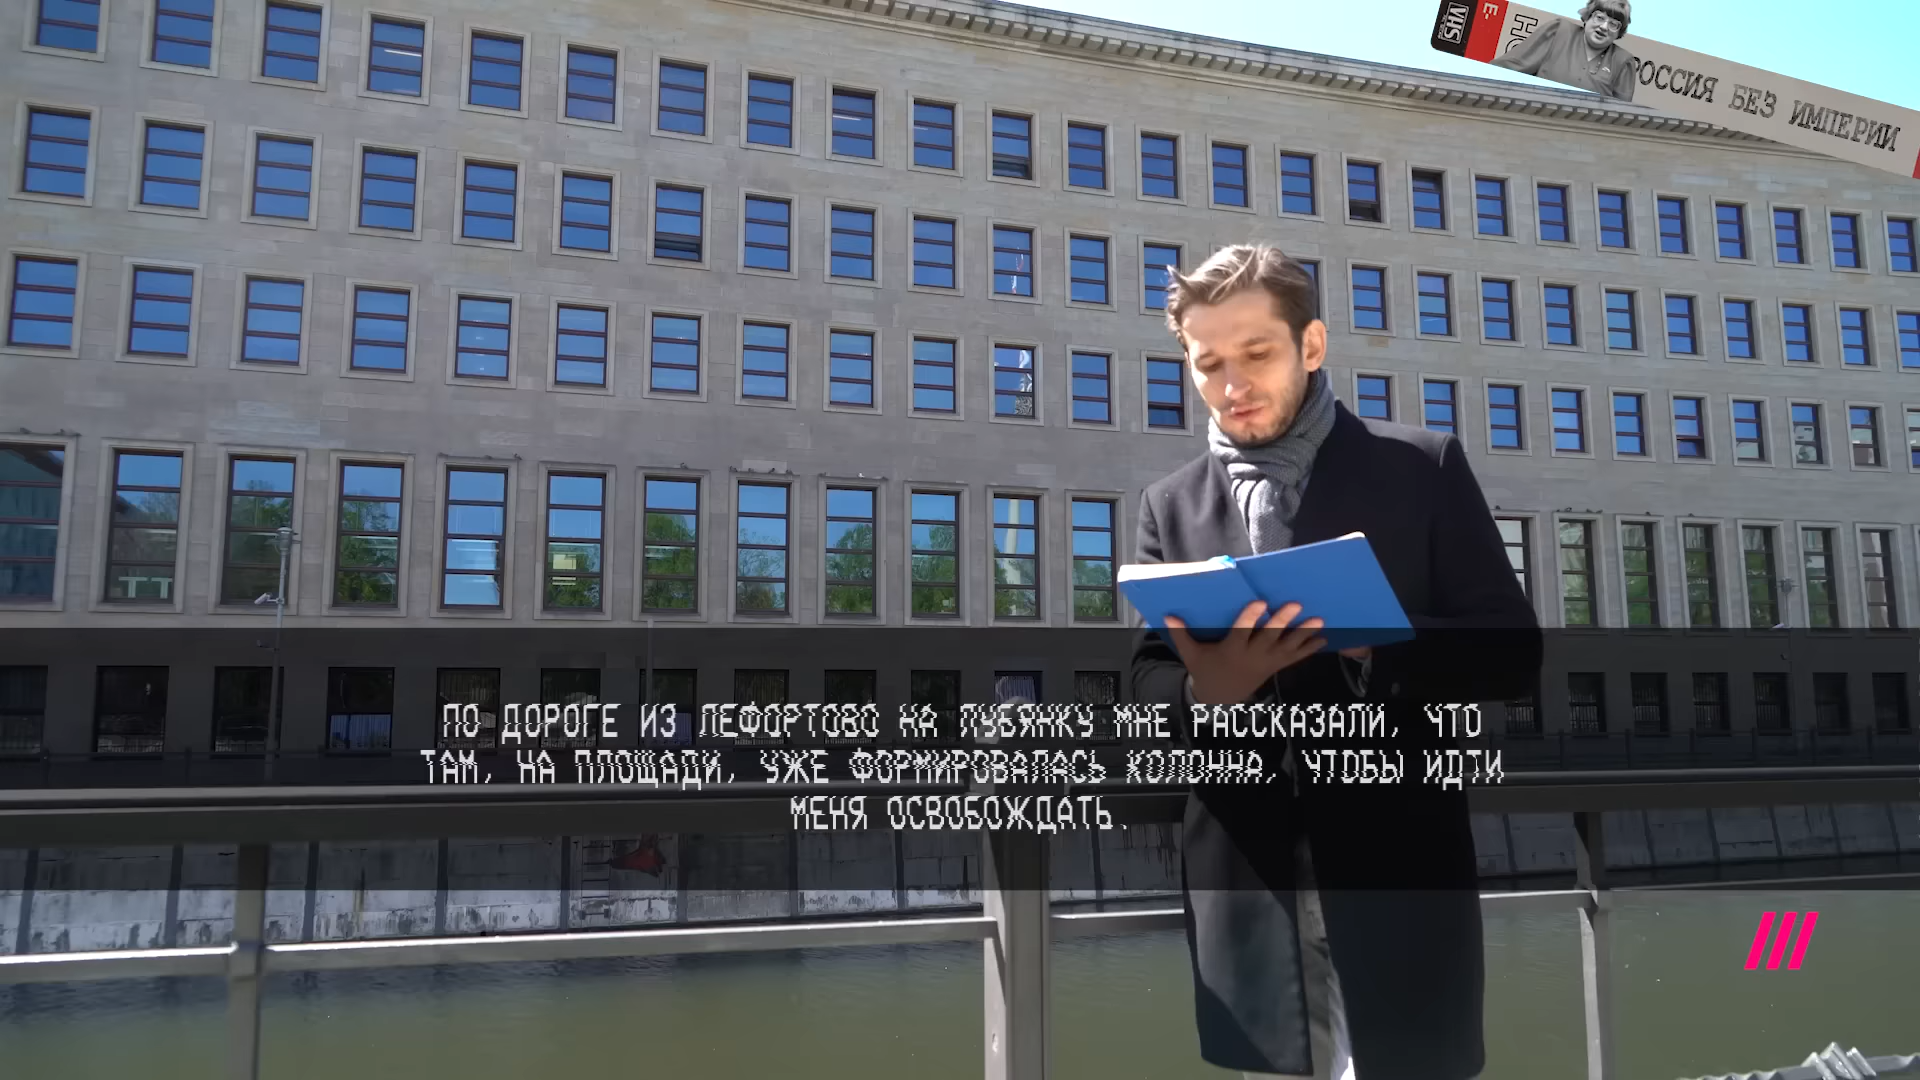 VHS
E-
РОССИЯ БЕЗ ИМПЕРИИ
ПО ДОРОГЕ ИЗ ЛЕФОРТОВО НА ЛУБЯНКУ МНЕ РАССКАЗАЛИ, ЧТО
ТАМ, НА ПЛОЩАДИ, УЖЕ ФОРМИРОВАЛАСЬ КОЛОННА, ЧТОБЫ ИДТИ
МЕНЯ ОСВОБОЖДАТЬ.